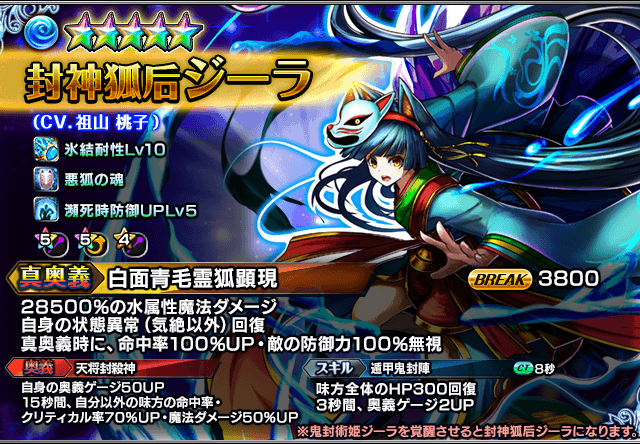 封神狐后ジーラ
(CV.祖山 桃子)
氷結耐性Lv10
悪狐の魂
瀕死時防御UPLv5
5 5 4
真奥義 白面青毛霊狐顕現 BREAK 3800
28500%の水属性魔法ダメージ
自身の状態異常(気絶以外)回復
真奥義時に、命中率100%UP・敵の防御力100%無視
奥義 天将封殺神
自身の奥義ゲージ50UP
15秒間、自分以外の味方の命中率・
クリティカル率70%UP・魔法ダメージ50%UP
スキル 遁甲鬼封陣 CT 8秒
味方全体のHP300回復
3秒間、奥義ゲージ2UP
※鬼封術姫ジーラを覚醒させると封神狐后ジーラになります。